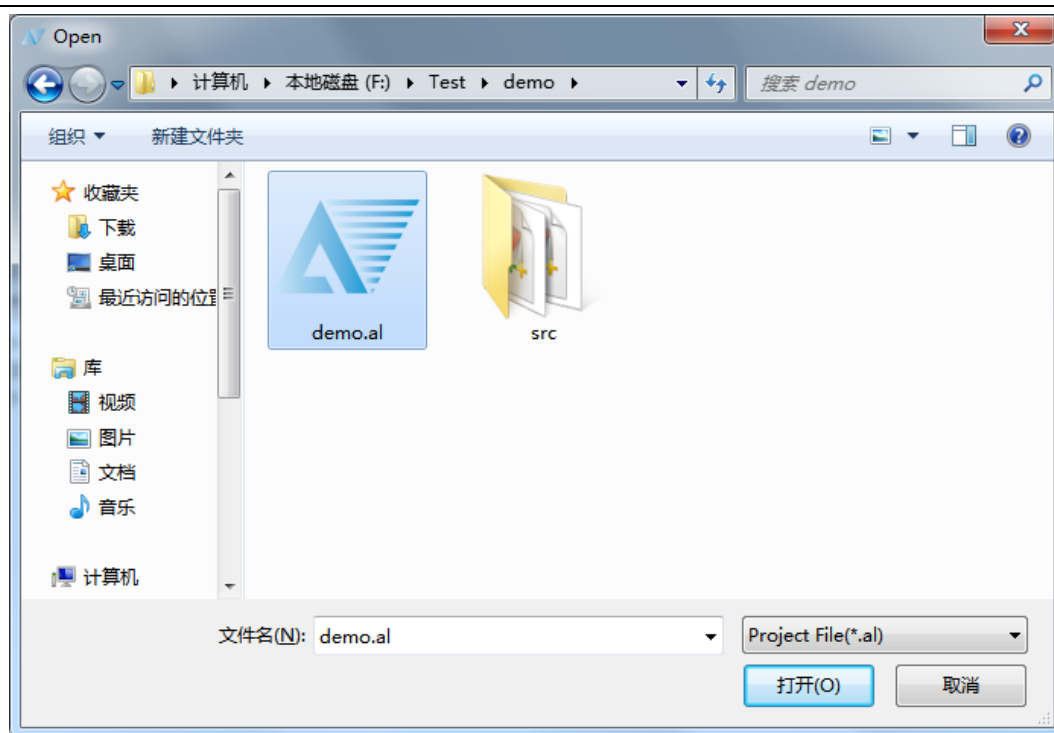 Open
计算机 本地磁盘 (F:) Test demo
搜索 demo
组织 新建文件夹
收藏夹
下载
桌面
最近访问的位置
库
视频
图片
文档
音乐
计算机
demo.al
src
文件名(N): demo.al
Project File(*.al)
打开(O) 取消